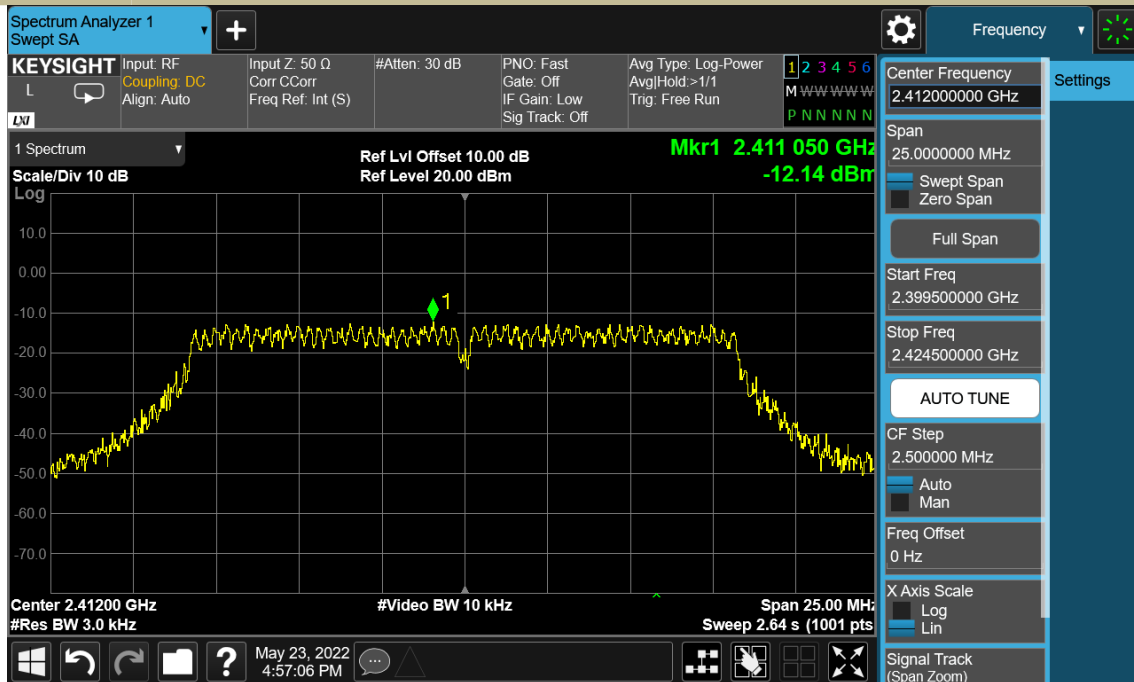 Spectrum Analyzer 1
Swept SA
Frequency
KEYSIGHT
L
LXI
Input: RF
Coupling: DC
Align: Auto
Input Z: 50 Ω
Corr CCorr
Freq Ref: Int (S)
#Atten: 30 dB
PNO: Fast
Gate: Off
IF Gain: Low
Sig Track: Off
Avg Type: Log-Power
Avg|Hold:>1/1
Trig: Free Run
1 2 3 4 5 6
M W W W W W
P N N N N N
1 Spectrum
Scale/Div 10 dB
Log
Ref Lvl Offset 10.00 dB
Ref Level 20.00 dBm
Mkr1 2.411 050 GHz
-12.14 dBm
1
10.0
0.00
-10.0
-20.0
-30.0
-40.0
-50.0
-60.0
-70.0
Center 2.41200 GHz
#Video BW 10 kHz
Span 25.00 MHz
#Res BW 3.0 kHz
Sweep 2.64 s (1001 pts
May 23, 2022
4:57:06 PM
Center Frequency
2.412000000 GHz
Settings
Span
25.0000000 MHz
Swept Span
Zero Span
Full Span
Start Freq
2.399500000 GHz
Stop Freq
2.424500000 GHz
AUTO TUNE
CF Step
2.500000 MHz
Auto
Man
Freq Offset
0 Hz
X Axis Scale
Log
Lin
Signal Track
(Span Zoom)